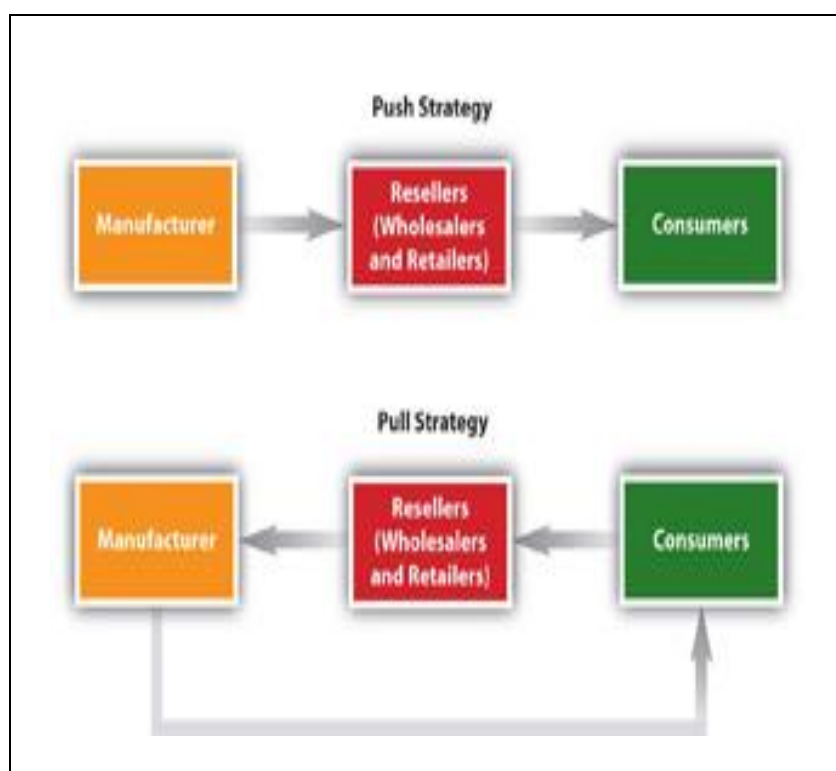 Push Strategy
Manufacturer
Resellers
(Wholesalers
and Retailers)
Consumers
Pull Strategy
Manufacturer
Resellers
(Wholesalers
and Retailers)
Consumers